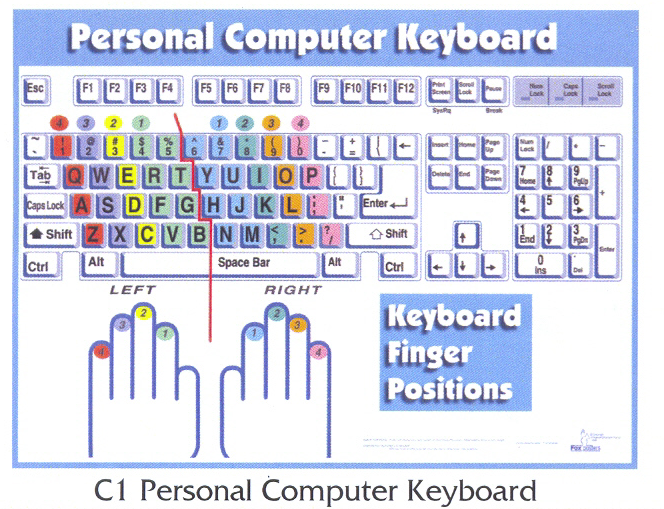 Personal Computer Keyboard
Esc F1 F2 F3 F4 F5 F6 F7 F8 F9 F10 F11 F12 Print Screen Scroll Lock Pause Num Lock Caps Lock Scroll Lock
SysRq Break
4 3 2 1 1 2 3 4
~ ! 1 @ 2 # 3 $ 4 % 5 ^ 6 & 7 * 8 ( 9 ) 0 - + = | \ ← Insert Home Page Up Num Lock / * -
Tab Q W E R T Y U I O P { [ } ] Delete End Page Down 7 Home 8 9 PgUp +
Caps Lock A S D F G H J K L : ; " ' Enter 4 ← 5 6 →
Shift Z X C V B N M < , > . ? / Shift ↑ 1 End 2 ↓ 3 PgDn Enter
Ctrl Alt Space Bar Alt Ctrl ← ↓ → 0 Ins . Del
LEFT RIGHT
4 3 2 1 1 2 3 4
Keyboard
Finger
Positions
C1 Personal Computer Keyboard